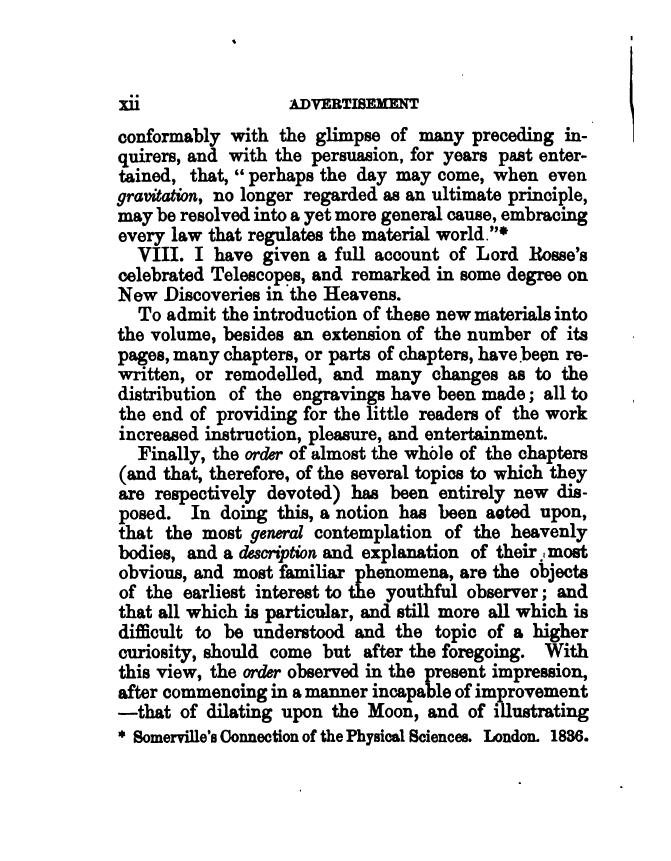 xii ADVERTISEMENT
conformably with the glimpse of many preceding in-
quirers, and with the persuasion, for years past enter-
tained, that, “ perhaps the day may come, when even
gravitation, no longer regarded as an ultimate principle,
may be resolved into a yet more general cause, embracing
every law that regulates the material world.”*
VIII. I have given a full account of Lord Rosse's
celebrated Telescopes, and remarked in some degree on
New Discoveries in the Heavens.
To admit the introduction of these new materials into
the volume, besides an extension of the number of its
pages, many chapters, or parts of chapters, have been re-
written, or remodelled, and many changes as to the
distribution of the engravings have been made ; all to
the end of providing for the little readers of the work
increased instruction, pleasure, and entertainment.
Finally, the order of almost the whole of the chapters
(and that, therefore, of the several topics to which they
are respectively devoted) has been entirely new dis-
posed. In doing this, a notion has been acted upon,
that the most general contemplation of the heavenly
bodies, and a description and explanation of their most
obvious, and most familiar phenomena, are the objects
of the earliest interest to the youthful observer ; and
that all which is particular, and still more all which is
difficult to be understood and the topic of a higher
curiosity, should come but after the foregoing. With
this view, the order observed in the present impression,
after commencing in a manner incapable of improvement
—that of dilating upon the Moon, and of illustrating
* Somerville's Connection of the Physical Sciences. London. 1836.